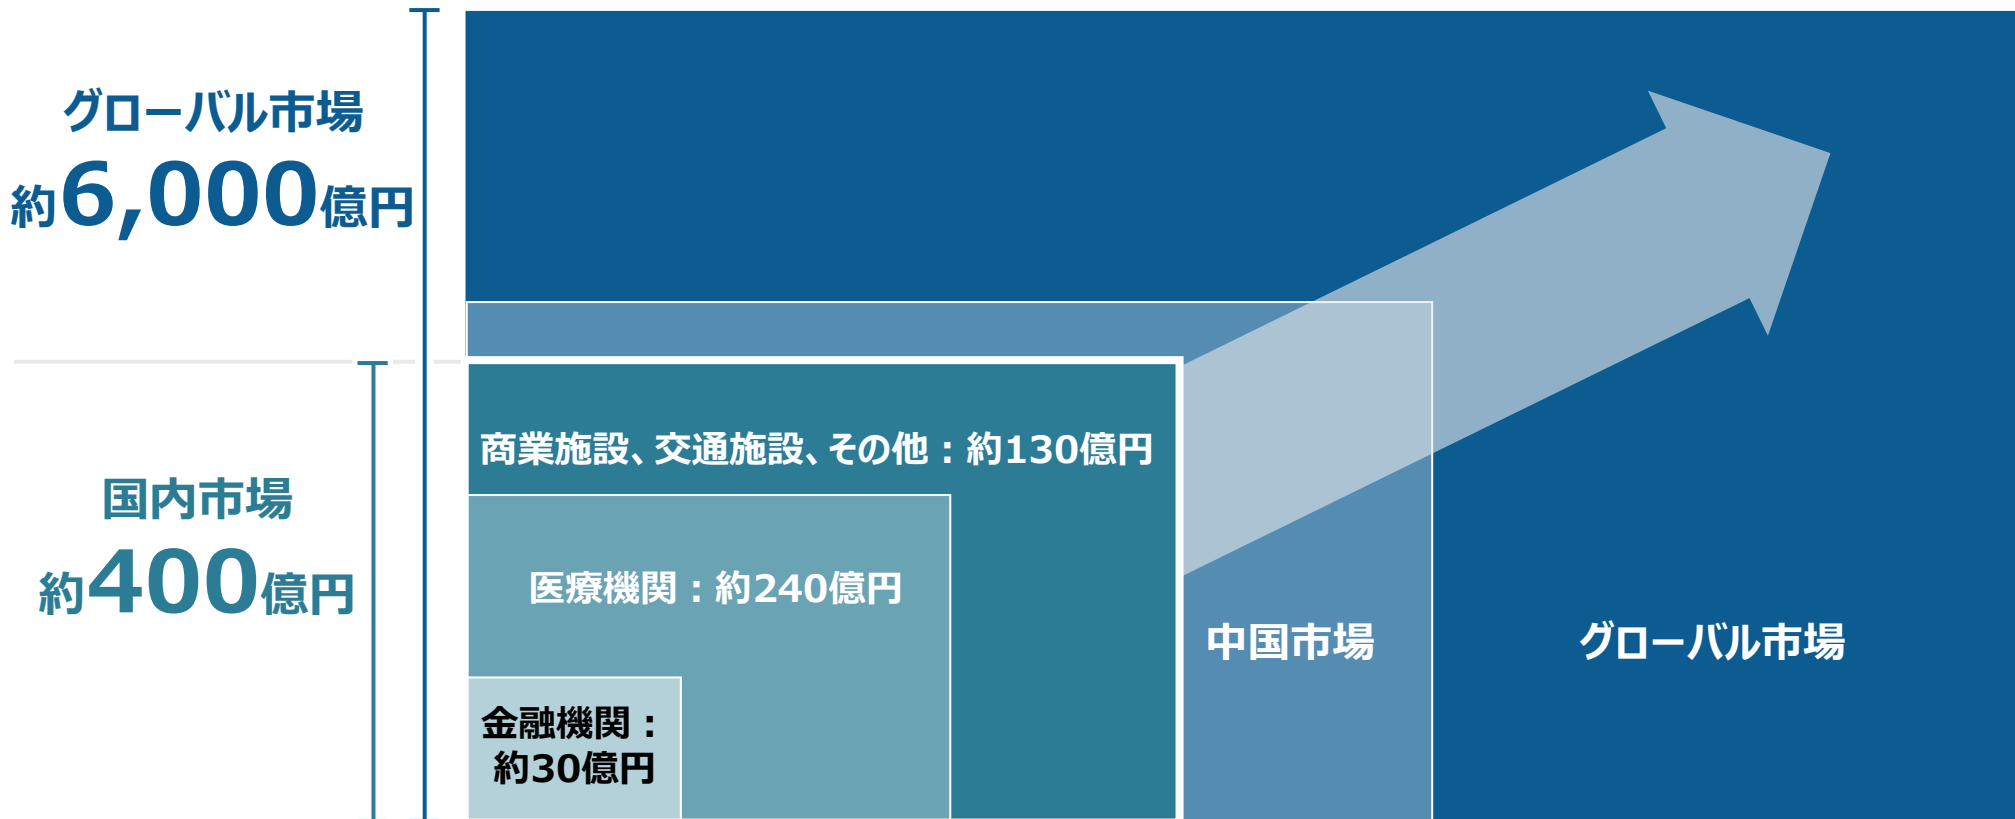 グローバル市場
約6,000億円
国内市場
約400億円
商業施設、交通施設、その他：約130億円
医療機関：約240億円
金融機関：
約30億円
中国市場
グローバル市場